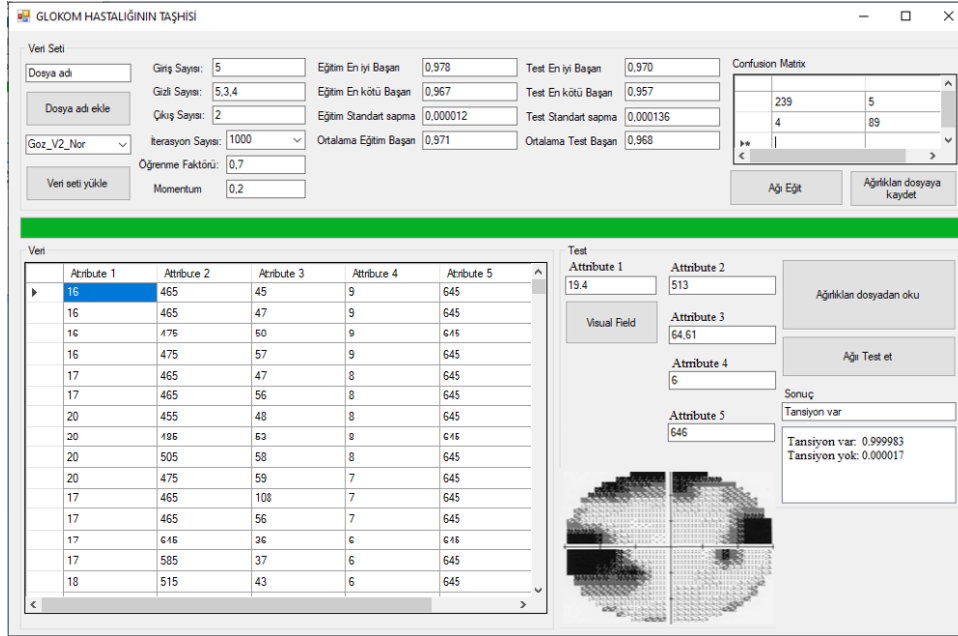 GLOKOM HASTALIĞININ TAŞHİSİ
Veri Seti
Dosya adı
Dosya adı ekle
Goz_V2_Nor
Veri seti yükle
Giriş Sayısı: 5
Gizli Sayısı: 5,3,4
Çıkış Sayısı: 2
İterasyon Sayısı: 1000
Öğrenme Faktörü: 0,7
Momentum 0,2
Eğitim En iyi Başarı 0,978
Eğitim En kötü Başarı 0,967
Eğitim Standart sapma 0,000012
Ortalama Eğitim Başarı 0,971
Test En iyi Başarı 0,970
Test En kötü Başarı 0,957
Test Standart sapma 0,000136
Ortalama Test Başarı 0,968
Confusion Matrix
239 5
4 89
Ağı Eğit
Ağırlıkları dosyaya
kaydet
Veri
Attribute 1 Attribute 2 Attribute 3 Attribute 4 Attribute 5
16 465 45 9 645
16 465 47 9 645
16 475 50 9 645
16 475 57 9 645
17 465 47 8 645
17 465 56 8 645
20 455 48 8 645
20 485 53 8 645
20 505 58 8 645
20 475 59 7 645
17 465 108 7 645
17 465 56 7 645
17 645 36 6 645
17 585 37 6 645
18 515 43 6 645
Test
Attribute 1
19.4
Visual Field
Attribute 2
513
Attribute 3
64,61
Attribute 4
6
Attribute 5
646
Ağırlıkları dosyadan oku
Ağı Test et
Sonuç
Tansiyon var
Tansiyon var: 0.999983
Tansiyon yok: 0.000017